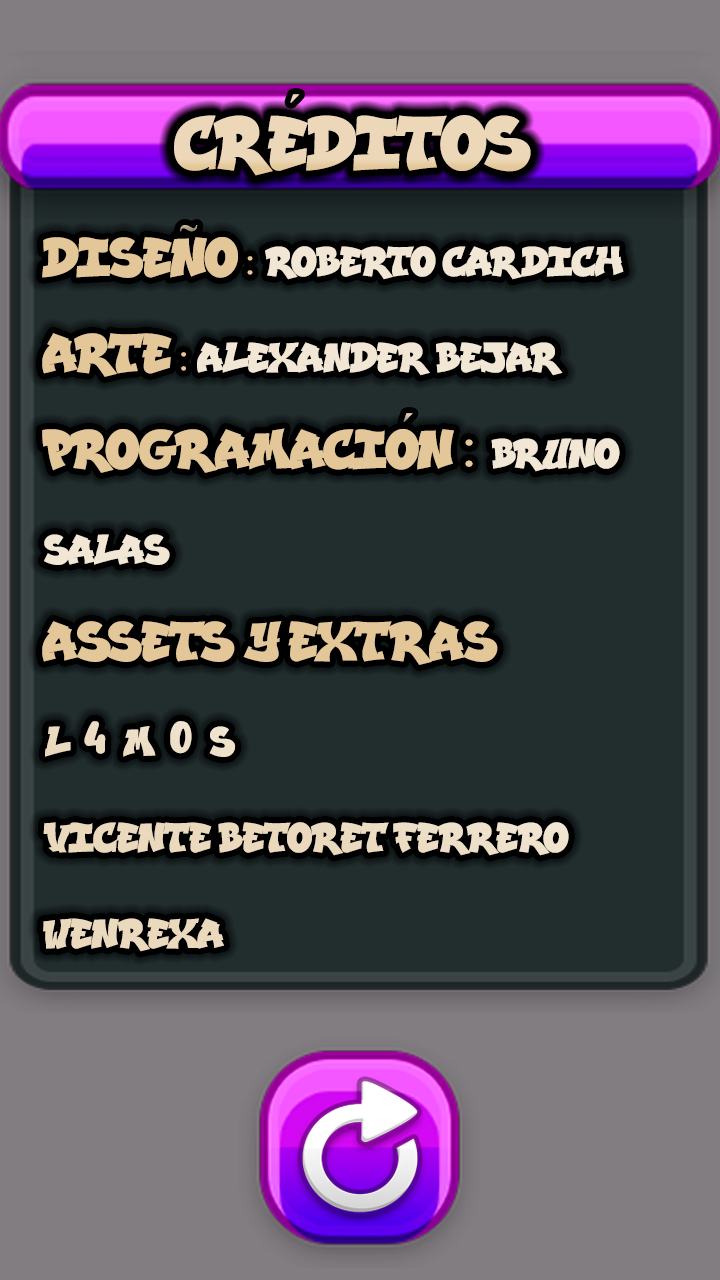 CRÉDITOS
DISEÑO : ROBERTO CARDICH
ARTE : ALEXANDER BEJAR
PROGRAMACIÓN : BRUNO
SALAS
ASSETS Y EXTRAS
L 4 M 0 S
VICENTE BETORET FERRERO
WENREXA